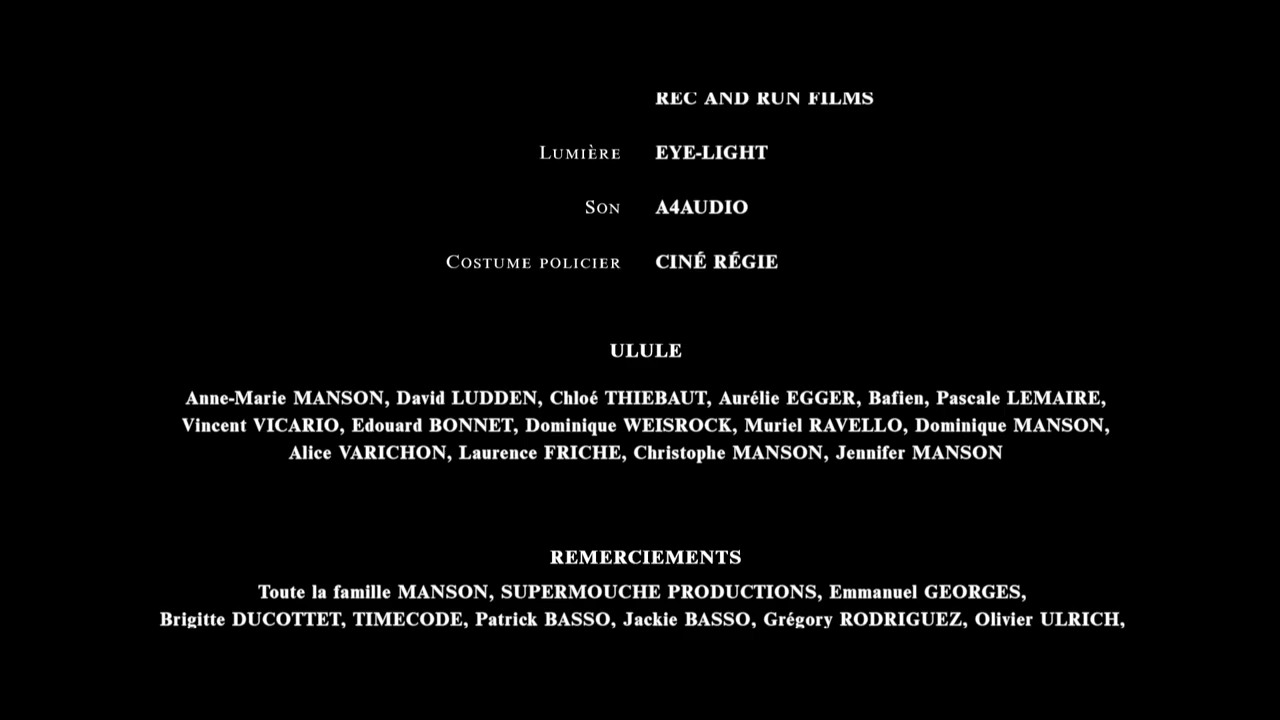 REC AND RUN FILMS
Lumière EYE-LIGHT
Son A4AUDIO
Costume policier CINÉ RÉGIE
ULULE
Anne-Marie MANSON, David LUDDEN, Chloé THIEBAUT, Aurélie EGGER, Bafien, Pascale LEMAIRE,
Vincent VICARIO, Edouard BONNET, Dominique WEISROCK, Muriel RAVELLO, Dominique MANSON,
Alice VARICHON, Laurence FRICHE, Christophe MANSON, Jennifer MANSON
REMERCIEMENTS
Toute la famille MANSON, SUPERMOUCHE PRODUCTIONS, Emmanuel GEORGES,
Brigitte DUCOTTET, TIMECODE, Patrick BASSO, Jackie BASSO, Grégory RODRIGUEZ, Olivier ULRICH,